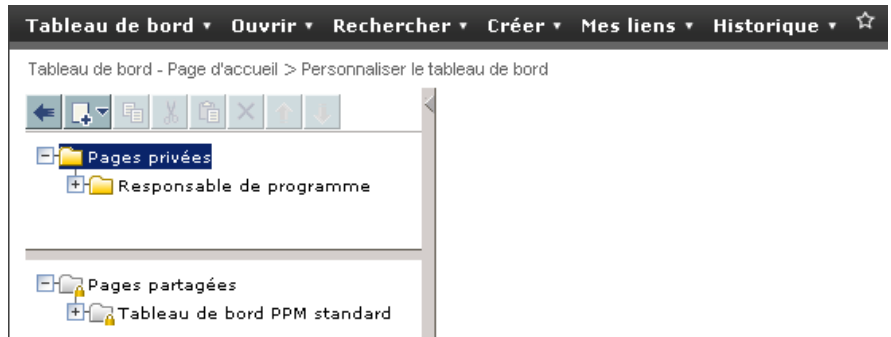 Tableau de bord Ouvrir Rechercher Créer Mes liens Historique
Tableau de bord - Page d'accueil > Personnaliser le tableau de bord
Pages privées
Responsable de programme
Pages partagées
Tableau de bord PPM standard